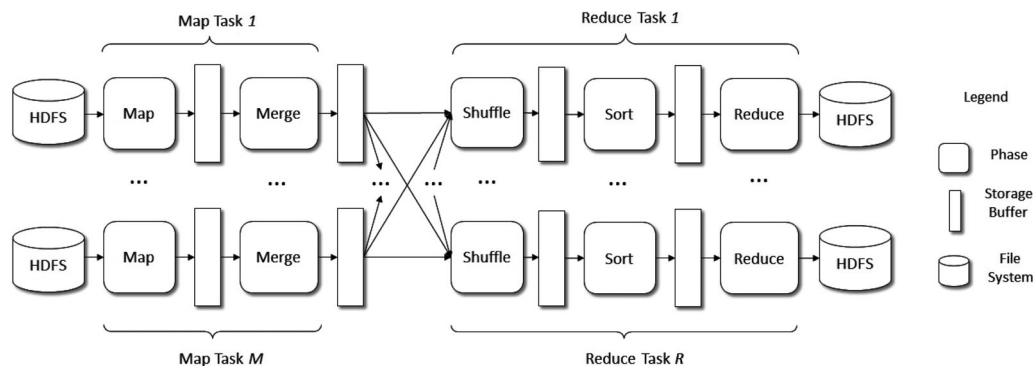 Map Task 1
Reduce Task 1
HDFS Map Merge Shuffle Sort Reduce HDFS
Legend
Phase
... ... ... ... ... ... ...
Storage
Buffer
HDFS Map Merge Shuffle Sort Reduce HDFS
File
System
Map Task M
Reduce Task R